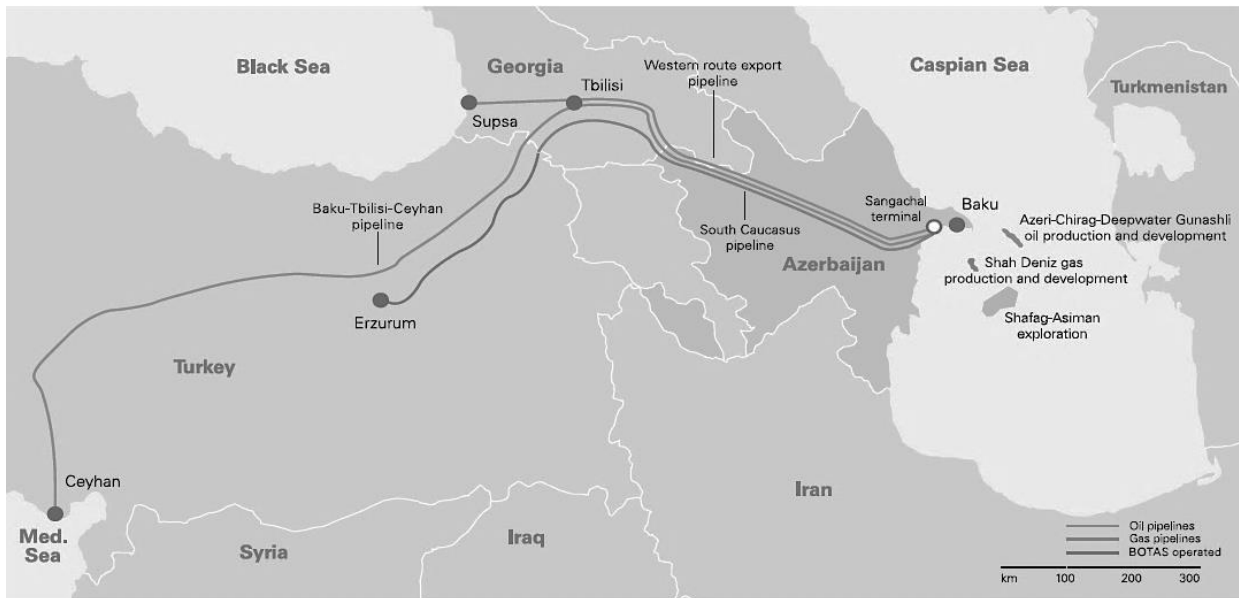 Black Sea
Georgia
Western route export
pipeline
Caspian Sea
Turkmenistan
Tbilisi
Supsa
Baku-Tbilisi-Ceyhan
pipeline
Sangachal
terminal
Baku
South Caucasus
pipeline
Azeri-Chirag-Deepwater Gunashli
oil production and development
Azerbaijan
Shah Deniz gas
production and development
Erzurum
Shafag-Asiman
exploration
Turkey
Ceyhan
Iran
Med.
Sea
Syria
Iraq
Oil pipelines
Gas pipelines
BOTAS operated
km 100 200 300